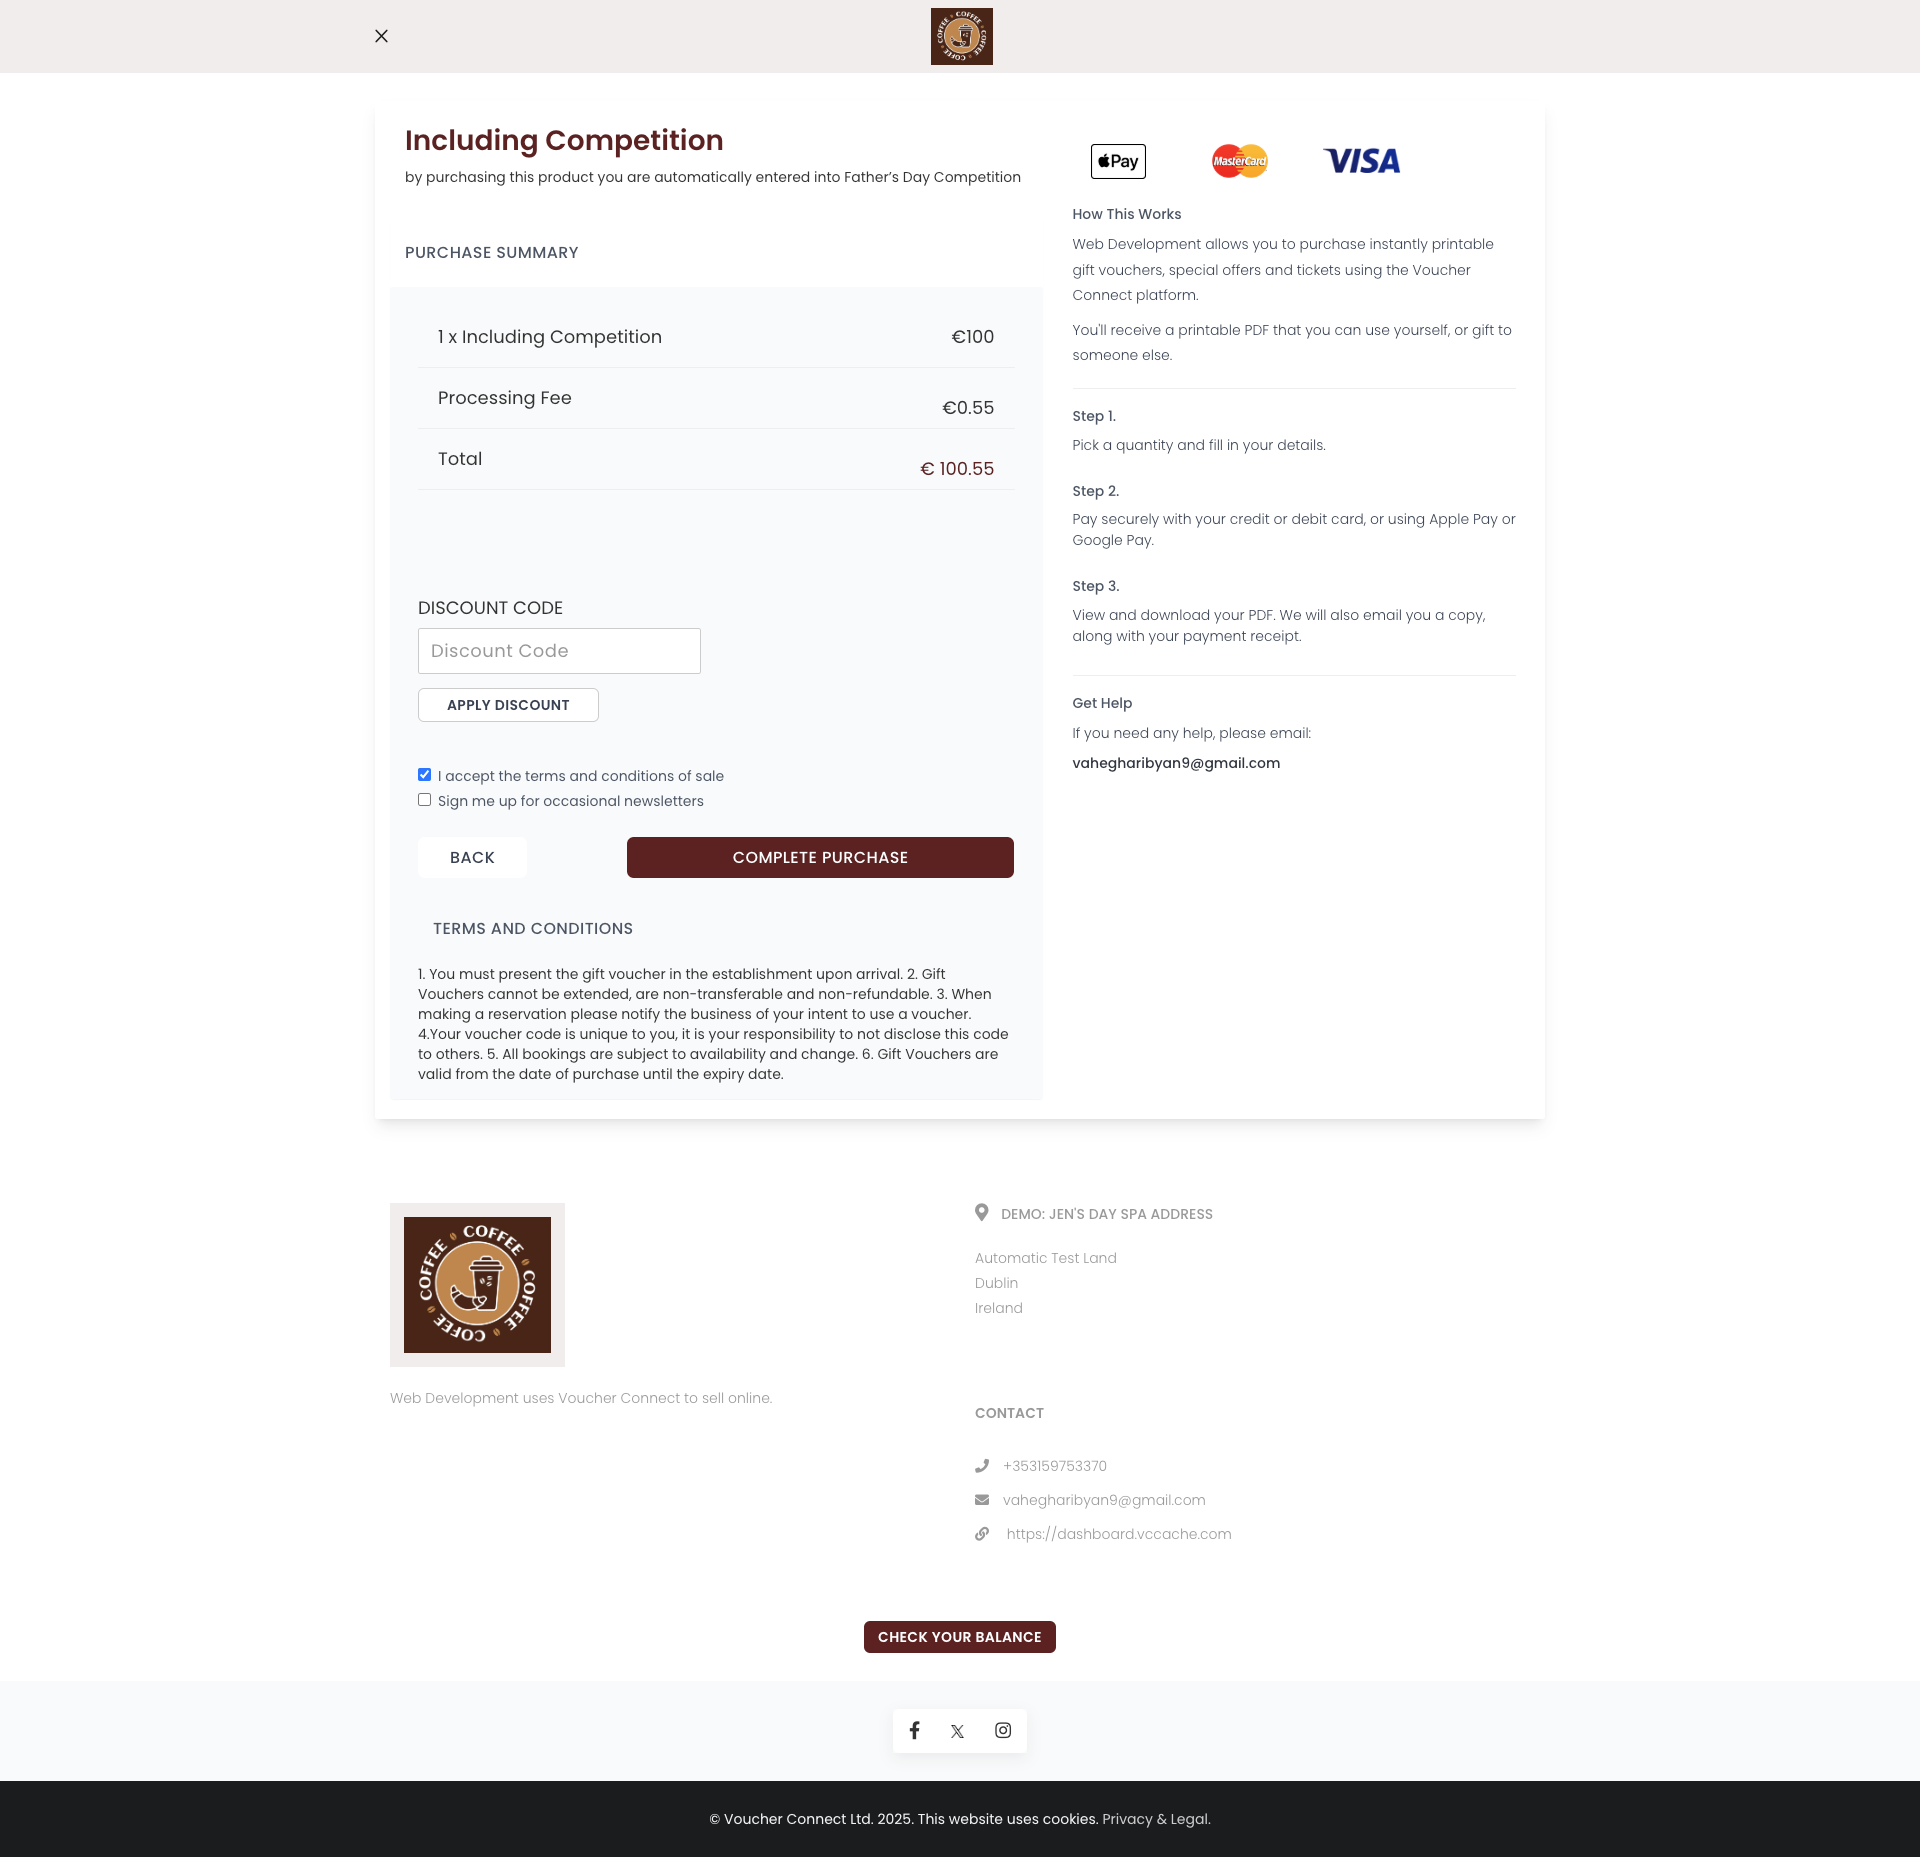 COFFEE COFFEE COFFEE COFFEE
Including Competition
by purchasing this product you are automatically entered into Father’s Day Competition
PURCHASE SUMMARY
1 x Including Competition €100
Processing Fee €0.55
Total € 100.55
DISCOUNT CODE
Discount Code
APPLY DISCOUNT
I accept the terms and conditions of sale
Sign me up for occasional newsletters
BACK COMPLETE PURCHASE
TERMS AND CONDITIONS
1. You must present the gift voucher in the establishment upon arrival. 2. Gift
Vouchers cannot be extended, are non-transferable and non-refundable. 3. When
making a reservation please notify the business of your intent to use a voucher.
4.Your voucher code is unique to you, it is your responsibility to not disclose this code
to others. 5. All bookings are subject to availability and change. 6. Gift Vouchers are
valid from the date of purchase until the expiry date.
Pay MasterCard VISA
How This Works
Web Development allows you to purchase instantly printable
gift vouchers, special offers and tickets using the Voucher
Connect platform.
You'll receive a printable PDF that you can use yourself, or gift to
someone else.
Step 1.
Pick a quantity and fill in your details.
Step 2.
Pay securely with your credit or debit card, or using Apple Pay or
Google Pay.
Step 3.
View and download your PDF. We will also email you a copy,
along with your payment receipt.
Get Help
If you need any help, please email:
vahegharibyan9@gmail.com
COFFEE COFFEE COFFEE COFFEE
Web Development uses Voucher Connect to sell online.
DEMO: JEN'S DAY SPA ADDRESS
Automatic Test Land
Dublin
Ireland
CONTACT
+353159753370
vahegharibyan9@gmail.com
https://dashboard.vccache.com
CHECK YOUR BALANCE
© Voucher Connect Ltd. 2025. This website uses cookies. Privacy & Legal.